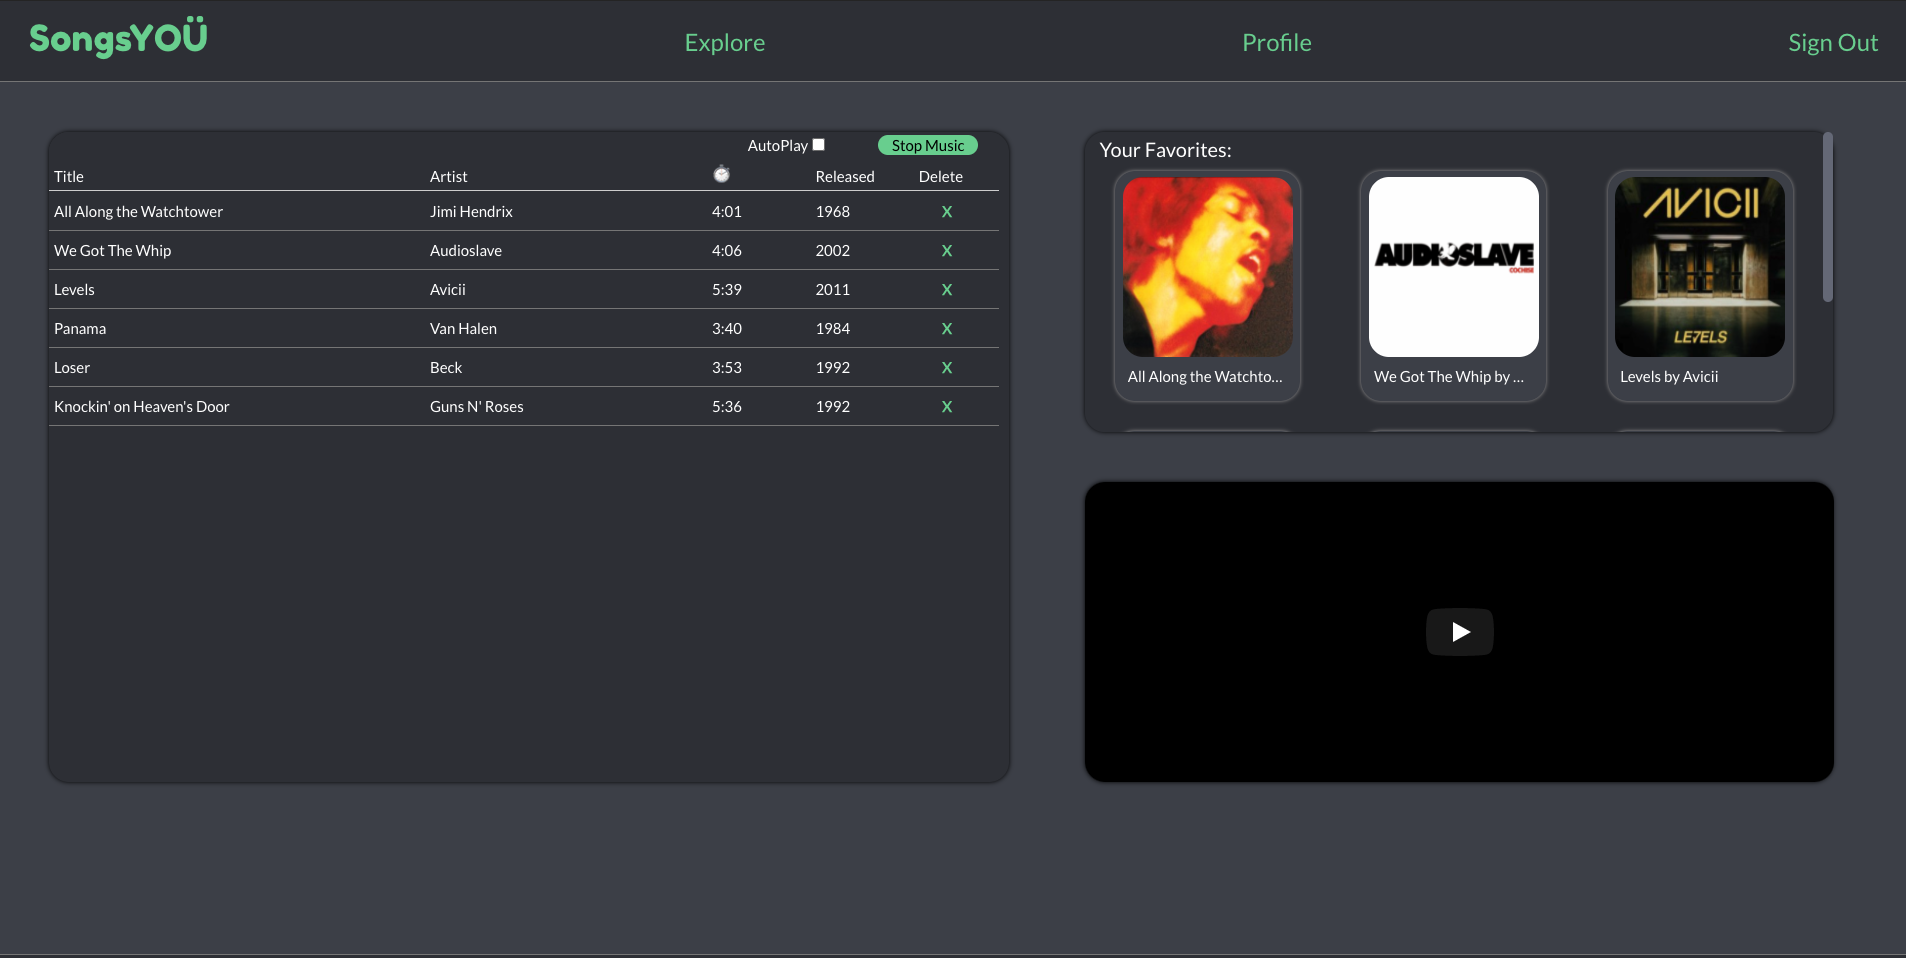 SongsYOÜ
Explore
Profile
Sign Out
AutoPlay
Stop Music
Title Artist Released Delete
All Along the Watchtower Jimi Hendrix 4:01 1968 X
We Got The Whip Audioslave 4:06 2002 X
Levels Avicii 5:39 2011 X
Panama Van Halen 3:40 1984 X
Loser Beck 3:53 1992 X
Knockin' on Heaven's Door Guns N' Roses 5:36 1992 X
Your Favorites:
AUDIOSLAVE
COCHISE
AVICII
LE7ELS
All Along the Watchto...
We Got The Whip by ...
Levels by Avicii